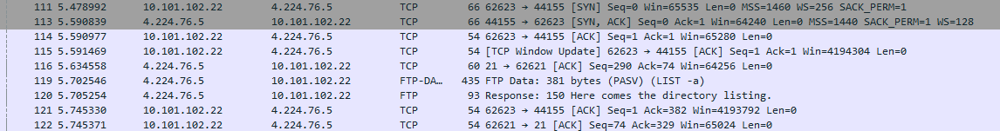 111 5.478992 10.101.102.22 4.224.76.5 TCP 66 62623 → 44155 [SYN] Seq=0 Win=65535 Len=0 MSS=1460 WS=256 SACK_PERM=1
113 5.590839 4.224.76.5 10.101.102.22 TCP 66 44155 → 62623 [SYN, ACK] Seq=0 Ack=1 Win=64240 Len=0 MSS=1440 SACK_PERM=1 WS=128
114 5.590977 10.101.102.22 4.224.76.5 TCP 54 62623 → 44155 [ACK] Seq=1 Ack=1 Win=65280 Len=0
115 5.591469 10.101.102.22 4.224.76.5 TCP 54 [TCP Window Update] 62623 → 44155 [ACK] Seq=1 Ack=1 Win=4194304 Len=0
116 5.634558 4.224.76.5 10.101.102.22 TCP 60 21 → 62621 [ACK] Seq=290 Ack=74 Win=64256 Len=0
119 5.702546 4.224.76.5 10.101.102.22 FTP-DA… 435 FTP Data: 381 bytes (PASV) (LIST -a)
120 5.705254 4.224.76.5 10.101.102.22 FTP 93 Response: 150 Here comes the directory listing.
121 5.745330 10.101.102.22 4.224.76.5 TCP 54 62623 → 44155 [ACK] Seq=1 Ack=382 Win=4193792 Len=0
122 5.745371 10.101.102.22 4.224.76.5 TCP 54 62621 → 21 [ACK] Seq=74 Ack=329 Win=65024 Len=0